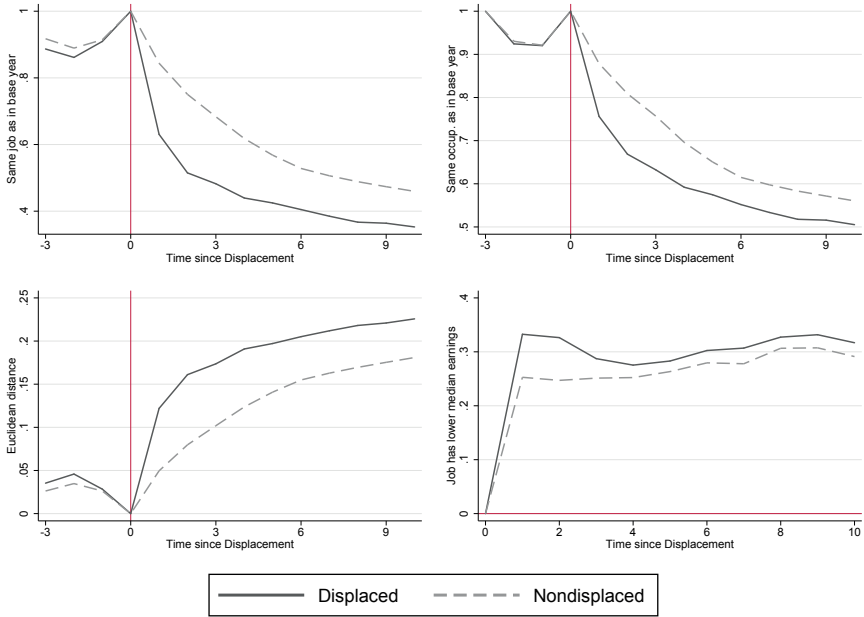 Same job as in base year
1
.8
.6
.4
-3 0 3 6 9
Time since Displacement
Same occup. as in base year
1
.9
.8
.7
.6
.5
-3 0 3 6 9
Time since Displacement
Euclidean distance
.25
.2
.15
.1
.05
0
-3 0 3 6 9
Time since Displacement
Job has lower median earnings
.4
.3
.2
.1
0
0 2 4 6 8 10
Time since Displacement
Displaced Nondisplaced